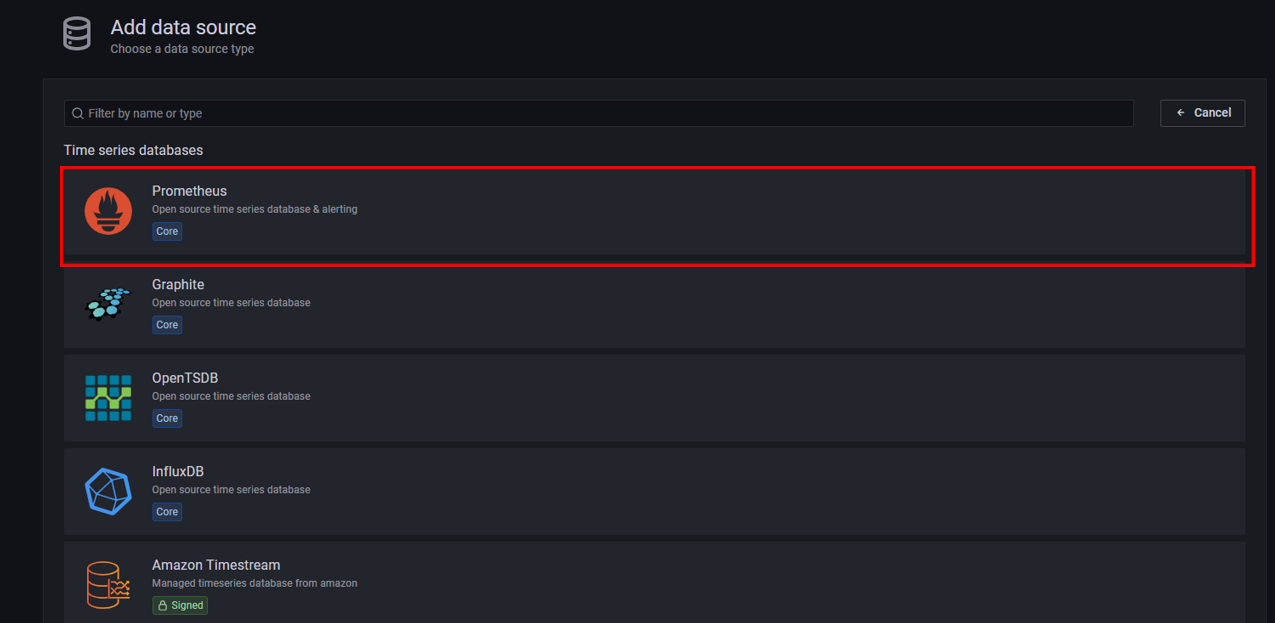 Add data source
Choose a data source type
Filter by name or type
Cancel
Time series databases
Prometheus
Open source time series database & alerting
Core
Graphite
Open source time series database
Core
OpenTSDB
Open source time series database
Core
InfluxDB
Open source time series database
Core
Amazon Timestream
Managed timeseries database from amazon
Signed